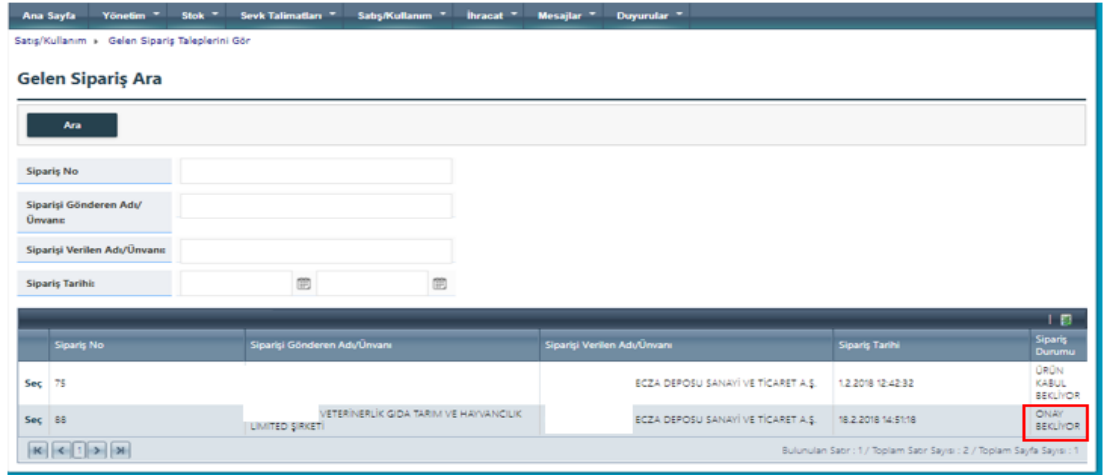 Ana Sayfa Yönetim Stok Sevk Talimatları Satış/Kullanım İhracat Mesajlar Duyurular
Satış/Kullanım Gelen Sipariş Taleplerini Gör
Gelen Sipariş Ara
Ara
Sipariş No
Siparişi Gönderen Adı/
Ünvanı:
Siparişi Verilen Adı/Ünvanı:
Sipariş Tarihi:
Sipariş No Siparişi Gönderen Adı/Ünvanı Siparişi Verilen Adı/Ünvanı Sipariş Tarihi Sipariş
Durumu
Seç 75 ECZA DEPOSU SANAYİ VE TİCARET A.Ş. 1.2.2018 12:42:32 ÜRÜN
KABUL
BEKLİYOR
Seç 88 VETERİNERLİK GIDA TARIM VE HAYVANCILIK
LIMITED ŞİRKETİ ECZA DEPOSU SANAYİ VE TİCARET A.Ş. 18.2.2018 14:51:18 ONAY
BEKLİYOR
1 Bulunulan Satır : 1 / Toplam Satır Sayısı : 2 / Toplam Sayfa Sayısı : 1